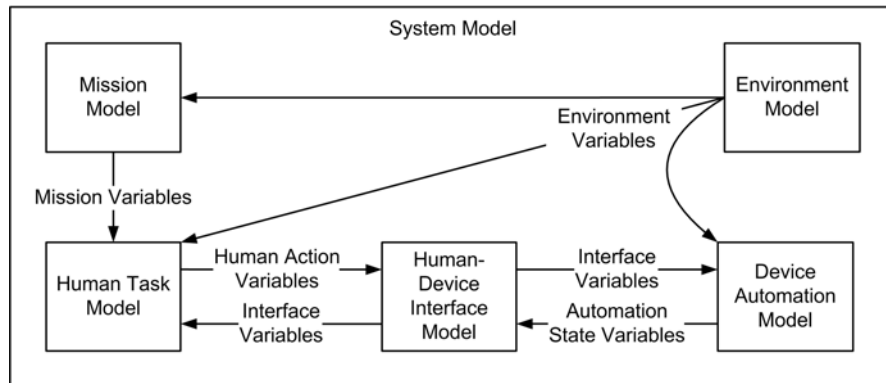 System Model
Mission
Model
Environment
Model
Environment
Variables
Mission Variables
Human Task
Model
Human Action
Variables
Interface
Variables
Human-
Device
Interface
Model
Interface
Variables
Automation
State Variables
Device
Automation
Model